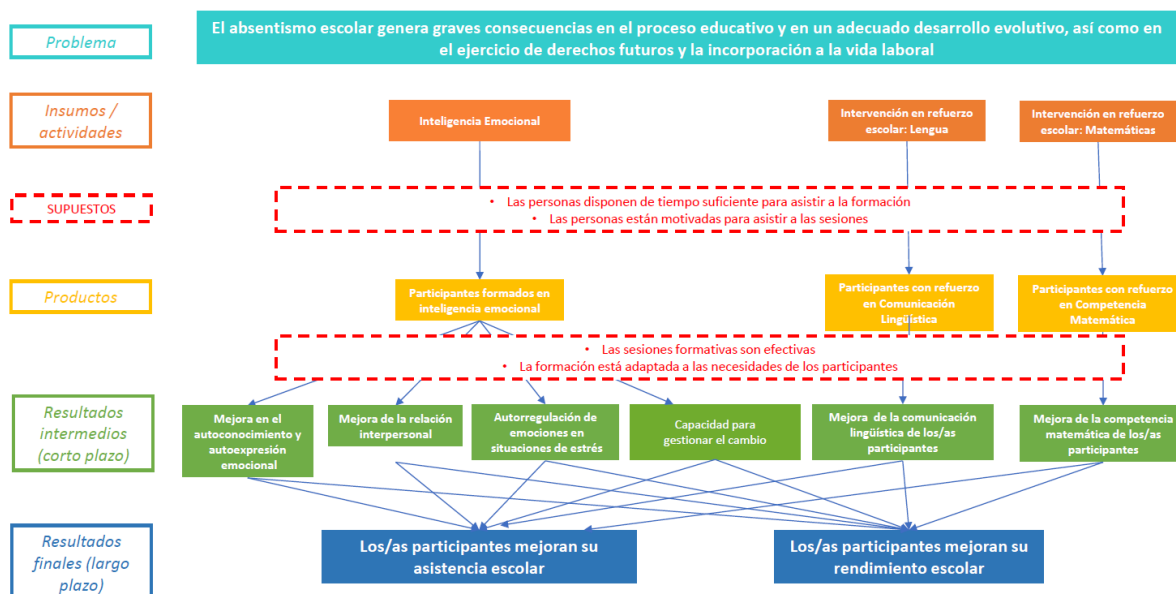 Problema
El absentismo escolar genera graves consecuencias en el proceso educativo y en un adecuado desarrollo evolutivo, así como en
el ejercicio de derechos futuros y la incorporación a la vida laboral
Insumos /
actividades
Inteligencia Emocional
Intervención en refuerzo
escolar: Lengua
Intervención en refuerzo
escolar: Matemáticas
SUPUESTOS
• Las personas disponen de tiempo suficiente para asistir a la formación
• Las personas están motivadas para asistir a las sesiones
Productos
Participantes formados en
inteligencia emocional
Participantes con refuerzo
en Comunicación
Lingüística
Participantes con refuerzo
en Competencia
Matemática
• Las sesiones formativas son efectivas
• La formación está adaptada a las necesidades de los participantes
Resultados
intermedios
(corto plazo)
Mejora en el
autoconocimiento y
autoexpresión
emocional
Mejora de la relación
interpersonal
Autorregulación de
emociones en
situaciones de estrés
Capacidad para
gestionar el cambio
Mejora de la comunicación
lingüística de los/as
participantes
Mejora de la competencia
matemática de los/as
participantes
Resultados
finales (largo
plazo)
Los/as participantes mejoran su
asistencia escolar
Los/as participantes mejoran su
rendimiento escolar